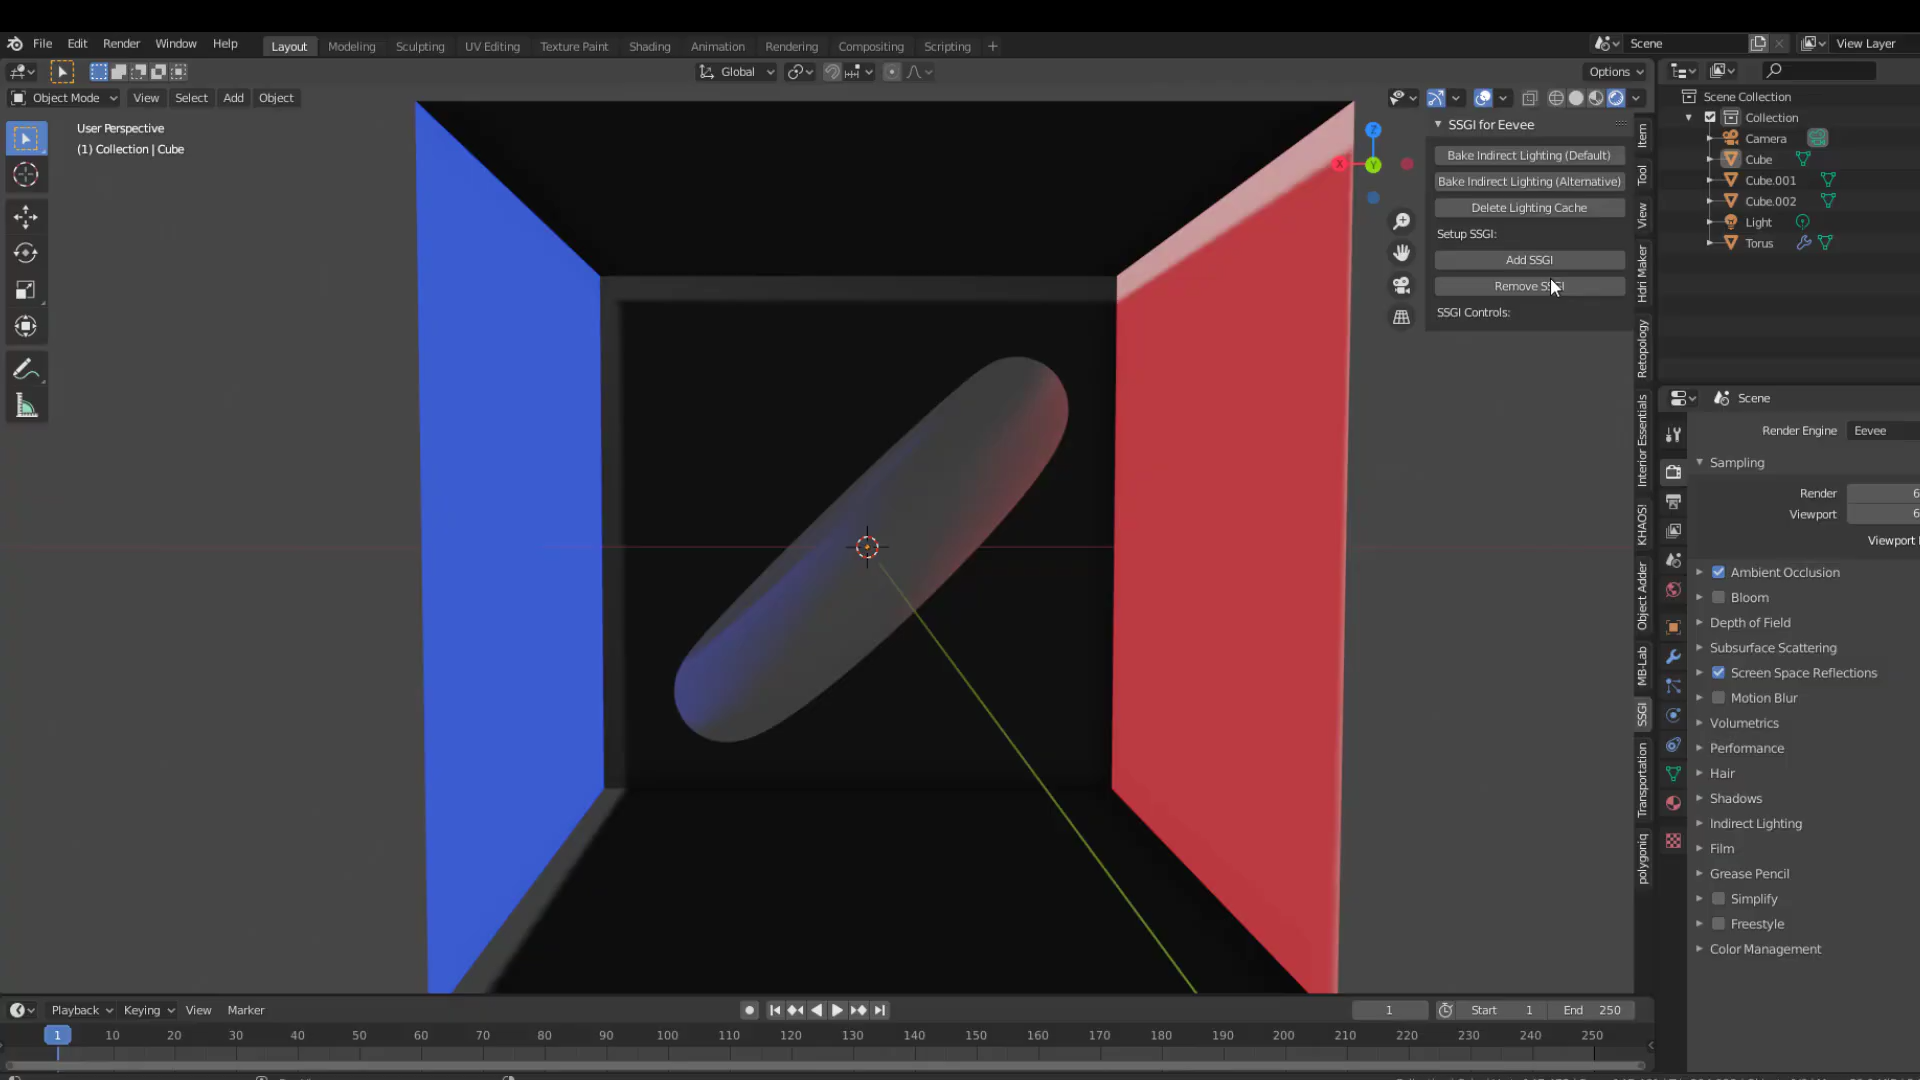 File Edit Render Window Help Layout Modeling Sculpting UV Editing Texture Paint Shading Animation Rendering Compositing Scripting + Scene View Layer
Global Options
Object Mode View Select Add Object
User Perspective
(1) Collection | Cube
Z
X
Y
SSGI for Eevee
Bake Indirect Lighting (Default)
Bake Indirect Lighting (Alternative)
Delete Lighting Cache
Setup SSGI:
Add SSGI
Remove SSGI
SSGI Controls:
Item
Tool
View
Hdri Maker
Retopology
Interior Essentials
KHAOS!
Object Adder
MB-Lab
SSGI
Transportation
polygoniq
Scene Collection
Collection
Camera
Cube
Cube.001
Cube.002
Light
Torus
Scene
Render Engine Eevee
Sampling
Render 6
Viewport 6
Viewport
Ambient Occlusion
Bloom
Depth of Field
Subsurface Scattering
Screen Space Reflections
Motion Blur
Volumetrics
Performance
Hair
Shadows
Indirect Lighting
Film
Grease Pencil
Simplify
Freestyle
Color Management
Playback Keying View Marker 1 Start 1 End 250
1 10 20 30 40 50 60 70 80 90 100 110 120 130 140 150 160 170 180 190 200 210 220 230 240 250